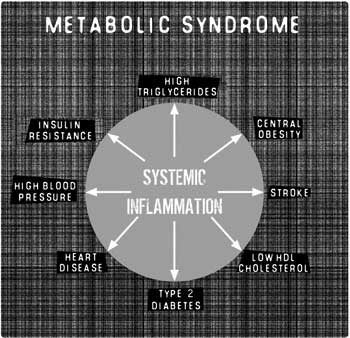 METABOLIC SYNDROME
HIGH
TRIGLYCERIDES
INSULIN
RESISTANCE
CENTRAL
OBESITY
HIGH BLOOD
PRESSURE
SYSTEMIC
INFLAMMATION
STROKE
HEART
DISEASE
LOW HDL
CHOLESTEROL
TYPE 2
DIABETES